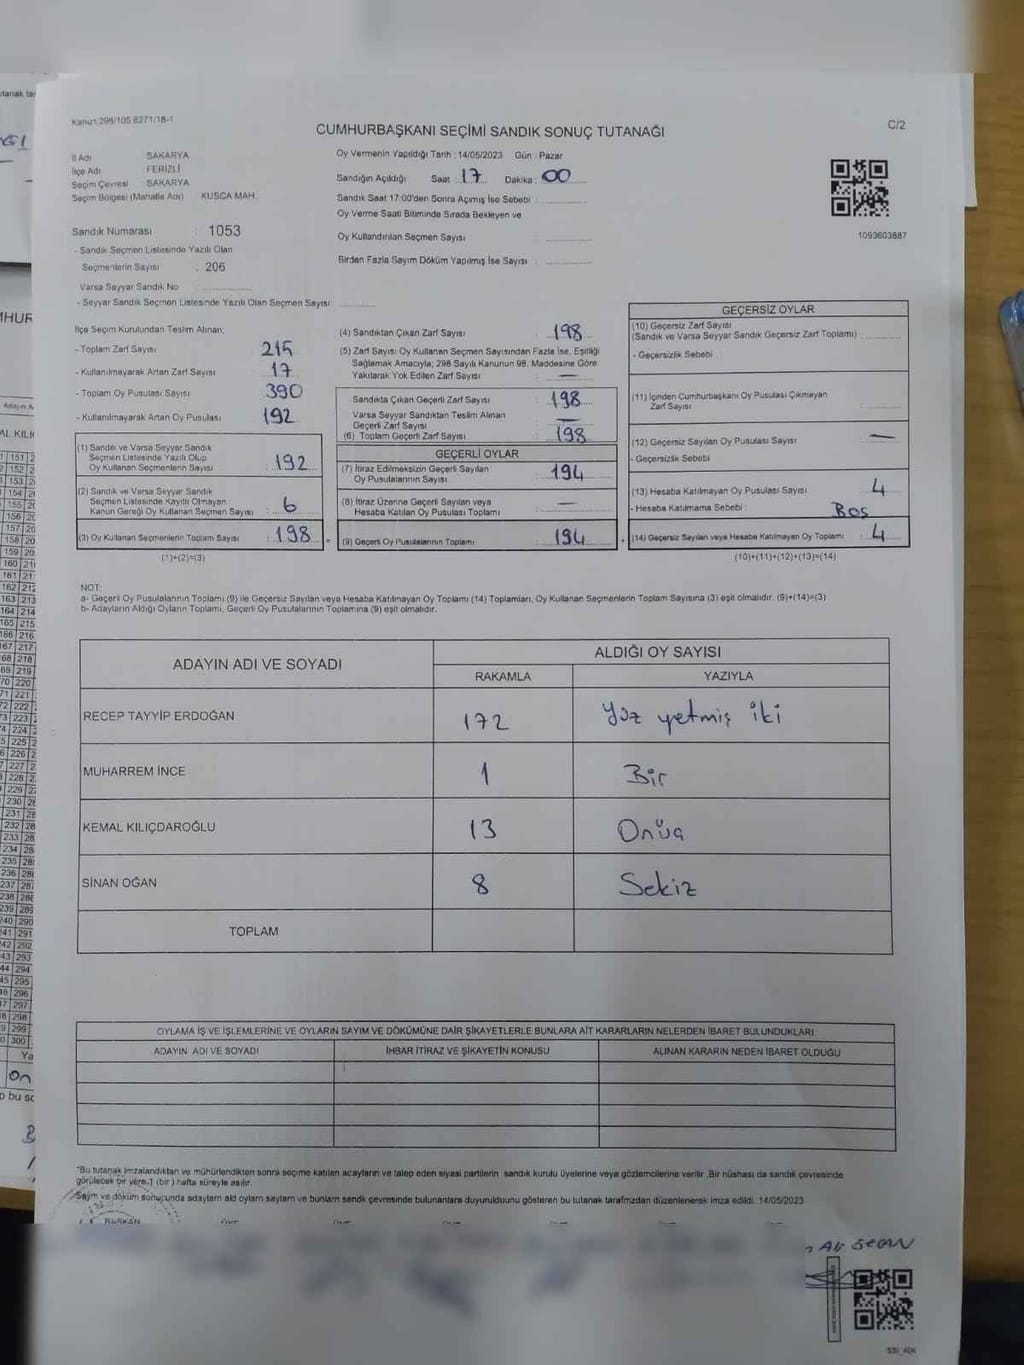 Kanun 298/105 6271/18-1
CUMHURBAŞKANI SEÇİMİ SANDIK SONUÇ TUTANAĞI
C/2
İl Adı SAKARYA
İlçe Adı FERİZLİ
Seçim Çevresi SAKARYA
Seçim Bölgesi (Mahalle Adı) KUSCA MAH.
Sandık Numarası : 1053
- Sandık Seçmen Listesinde Yazılı Olan
Seçmenlerin Sayısı : 206
Varsa Seyyar Sandık No
- Seyyar Sandık Seçmen Listesinde Yazılı Olan Seçmen Sayısı
Oy Vermenin Yapıldığı Tarih : 14/05/2023 Gün : Pazar
Sandığın Açıldığı Saat : 17 Dakika : 00
Sandık Saat 17:00'den Sonra Açımış İse Sebebi :
Oy Verme Saati Bitiminde Sırada Bekleyen ve
Oy Kullandırılan Seçmen Sayısı
Birden Fazla Sayım Döküm Yapılmış İse Sayısı :
1093603887
İlçe Seçim Kurulundan Teslim Alınan;
- Toplam Zarf Sayısı : 215
- Kullanılmayarak Artan Zarf Sayısı : 17
- Toplam Oy Pusulası Sayısı : 390
- Kullanılmayarak Artan Oy Pusulası : 192
(1) Sandık ve Varsa Seyyar Sandık
Seçmen Listesinde Yazılı Olup
Oy Kullanan Seçmenlerin Sayısı : 192
(2) Sandık ve Varsa Seyyar Sandık
Seçmen Listesinde Kayıtlı Olmayan
Kanun Gereği Oy Kullanan Seçmen Sayısı : 6
(3) Oy Kullanan Seçmenlerin Toplam Sayısı : 198
(1)+(2)=(3)
(4) Sandıktan Çıkan Zarf Sayısı : 198
(5) Zarf Sayısı Oy Kullanan Seçmen Sayısından Fazla İse, Eşitliği
Sağlamak Amacıyla; 298 Sayılı Kanunun 98. Maddesine Göre
Yakılarak Yok Edilen Zarf Sayısı : —
Sandıkta Çıkan Geçerli Zarf Sayısı : 198
Varsa Seyyar Sandıktan Teslim Alınan
Geçerli Zarf Sayısı : —
(6) Toplam Geçerli Zarf Sayısı : 198
GEÇERLİ OYLAR
(7) İtiraz Edilmeksizin Geçerli Sayılan
Oy Pusulalarının Sayısı : 194
(8) İtiraz Üzerine Geçerli Sayılan veya
Hesaba Katılan Oy Pusulası Toplamı : —
(9) Geçerli Oy Pusulalarının Toplamı : 194
GEÇERSİZ OYLAR
(10) Geçersiz Zarf Sayısı
(Sandık ve Varsa Seyyar Sandık Geçersiz Zarf Toplamı) :
- Geçersizlik Sebebi :
(11) İçinden Cumhurbaşkanı Oy Pusulası Çıkmayan
Zarf Sayısı :
(12) Geçersiz Sayılan Oy Pusulası Sayısı : —
- Geçersizlik Sebebi
(13) Hesaba Katılmayan Oy Pusulası Sayısı : 4
- Hesaba Katılmama Sebebi : Boş
(14) Geçersiz Sayılan veya Hesaba Katılmayan Oy Toplamı : 4
(10)+(11)+(12)+(13)=(14)
NOT:
a- Geçerli Oy Pusulalarının Toplamı (9) ile Geçersiz Sayılan veya Hesaba Katılmayan Oy Toplamı (14) Toplamları, Oy Kullanan Seçmenlerin Toplam Sayısına (3) eşit olmalıdır. (9)+(14)=(3)
b- Adayların Aldığı Oyların Toplamı, Geçerli Oy Pusulalarının Toplamına (9) eşit olmalıdır.
ADAYIN ADI VE SOYADI ALDIĞI OY SAYISI
RAKAMLA YAZIYLA
RECEP TAYYİP ERDOĞAN 172 Yüz yetmiş iki
MUHARREM İNCE 1 Bir
KEMAL KILIÇDAROĞLU 13 Onüç
SİNAN OĞAN 8 Sekiz
TOPLAM
OYLAMA İŞ VE İŞLEMLERİNE VE OYLARIN SAYIM VE DÖKÜMÜNE DAİR ŞİKAYETLERLE BUNLARA AİT KARARLARIN NELERDEN İBARET BULUNDUKLARI
ADAYIN ADI VE SOYADI İHBAR İTİRAZ VE ŞİKAYETİN KONUSU ALINAN KARARIN NEDEN İBARET OLDUĞU
*Bu tutanak imzalandıktan ve mühürlendikten sonra seçime katılan adayların ve talep eden siyasi partilerin sandık kurulu üyelerine veya gözlemcilerine verilir. Bir nüshası da sandık çevresinde
görülecek bir yere 1 (bir) hafta süreyle asılır.
Sayım ve döküm sonucunda adayların ald oyların sayıların ve bunların sandık çevresinde bulunanlara duyurulduunu gösteren bu tutanak tarafımızdan düzenlenerek imza edildi. 14/05/2023
BAŞKAN
Ali